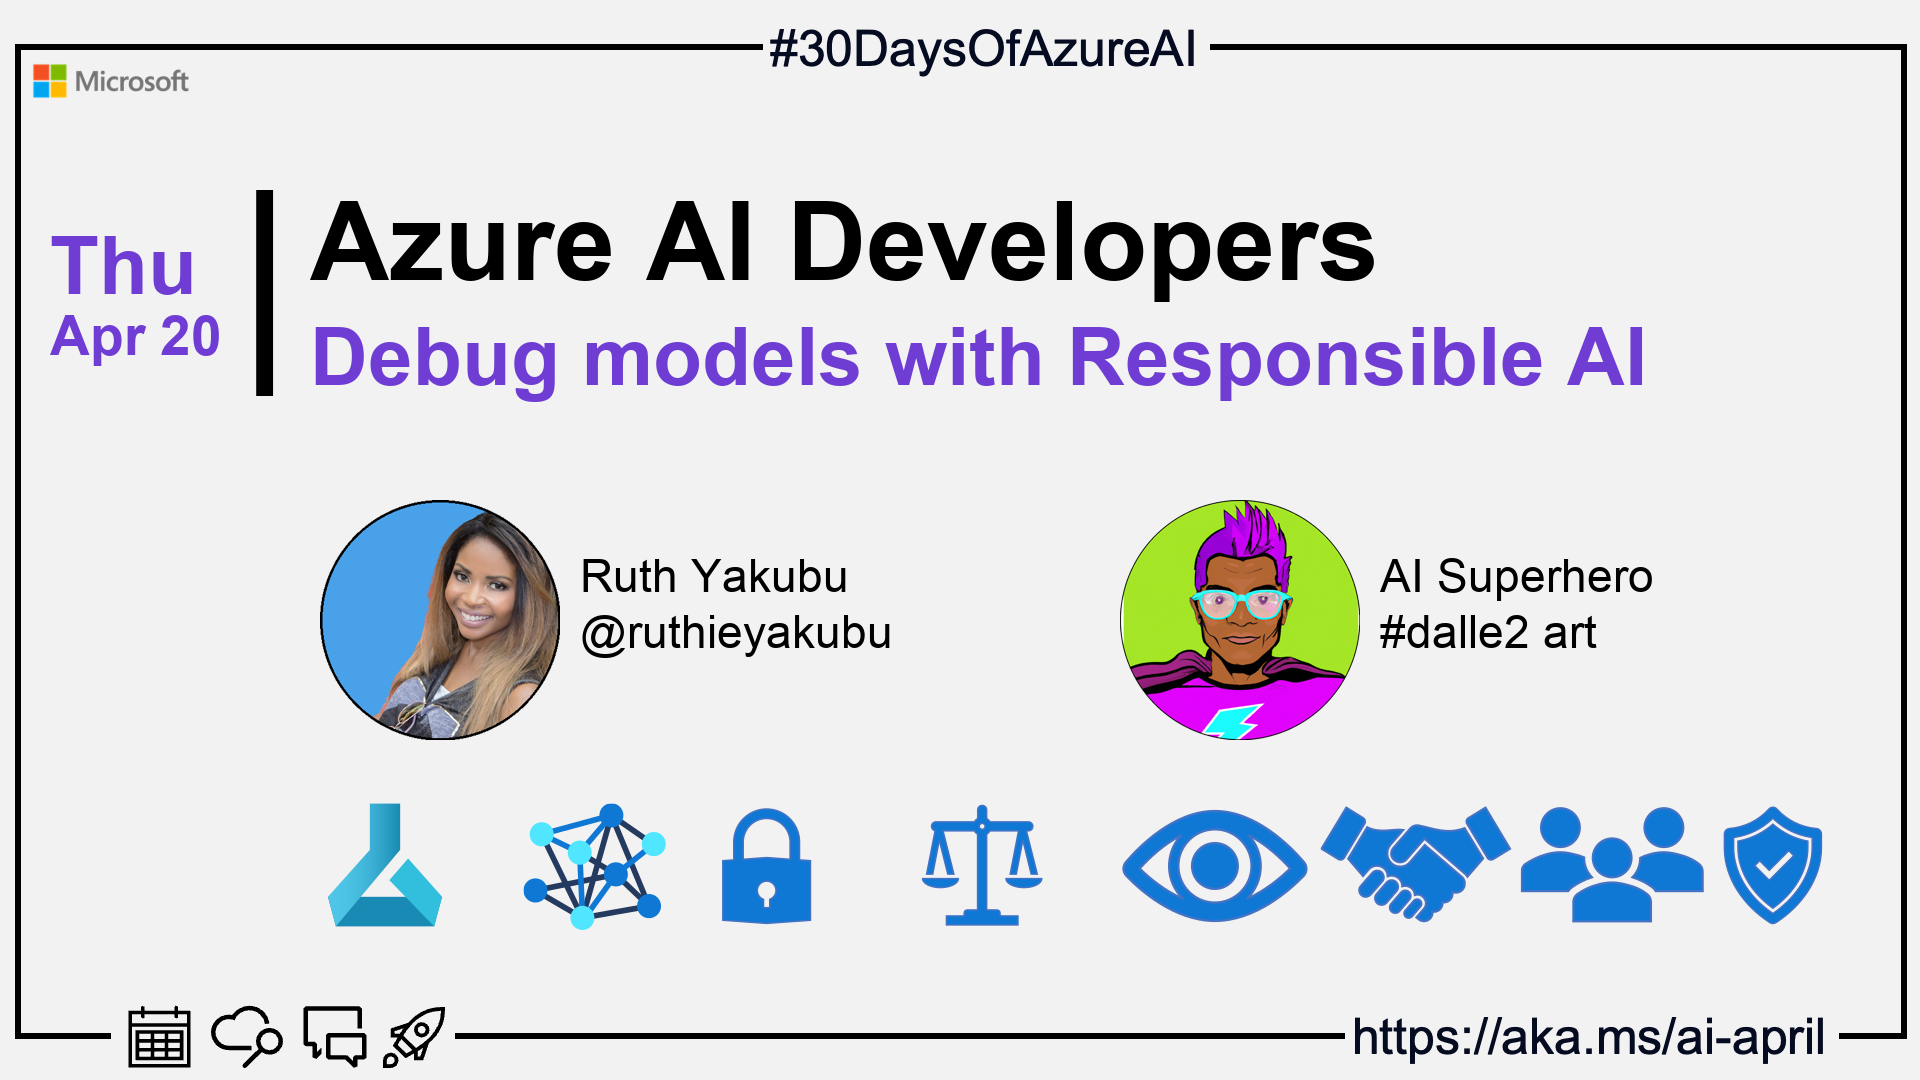 #30DaysOfAzureAI
Microsoft
Thu
Apr 20
Azure AI Developers
Debug models with Responsible AI
Ruth Yakubu
@ruthieyakubu
AI Superhero
#dalle2 art
https://aka.ms/ai-april